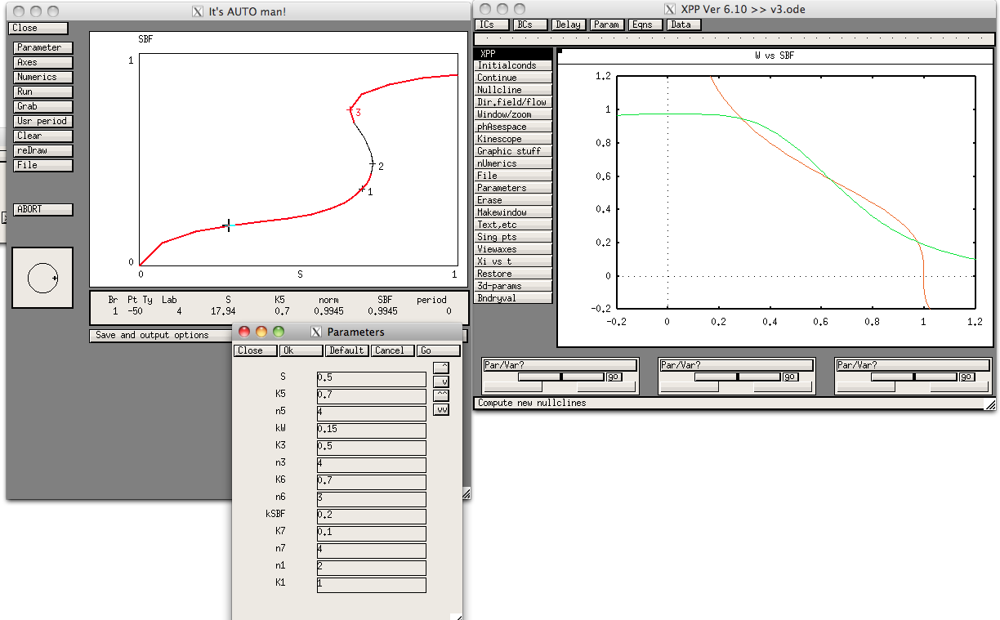 It's AUTO man!
Close
Parameter
Axes
Numerics
Run
Grab
Usr period
Clear
reDraw
File
ABORT
SBF
1
3
2
1
0
0 S 1
Br Pt Ty Lab S K5 norm SBF period
1 -50 4 17.94 0.7 0.9945 0.9945 0
Save and output options
XPP Ver 6.10 >> v3.ode
ICs BCs Delay Param Eqns Data
XPP
Initialconds
Continue
Nullcline
Dir.field/flow
Window/zoom
phAsespace
Kinescope
Graphic stuff
nUmerics
File
Parameters
Erase
Makewindow
Text,etc
Sing pts
Viewaxes
Xi vs t
Restore
3d-params
Bndryval
W vs SBF
1.2
1
0.8
0.6
0.4
0.2
0
-0.2
-0.2 0 0.2 0.4 0.6 0.8 1 1.2
Par/Var? Par/Var? Par/Var?
go go go
Compute new nullclines
Parameters
Close Ok Default Cancel Go
S 0.5
K5 0.7
n5 4
kW 0.15
K3 0.5
n3 4
K6 0.7
n6 3
kSBF 0.2
K7 0.1
n7 4
n1 2
K1 1
^
v
^^
vv